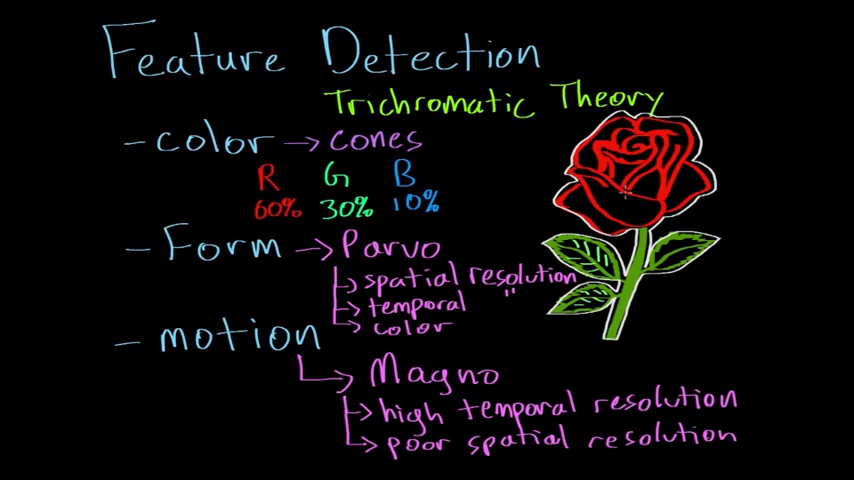 Feature Detection
Trichromatic Theory
- color → cones
R G B
60% 30% 10%
- Form → Parvo
↳ spatial resolution
↳ temporal "
↳ color
- motion
↳ Magno
↳ high temporal resolution
↳ poor spatial resolution